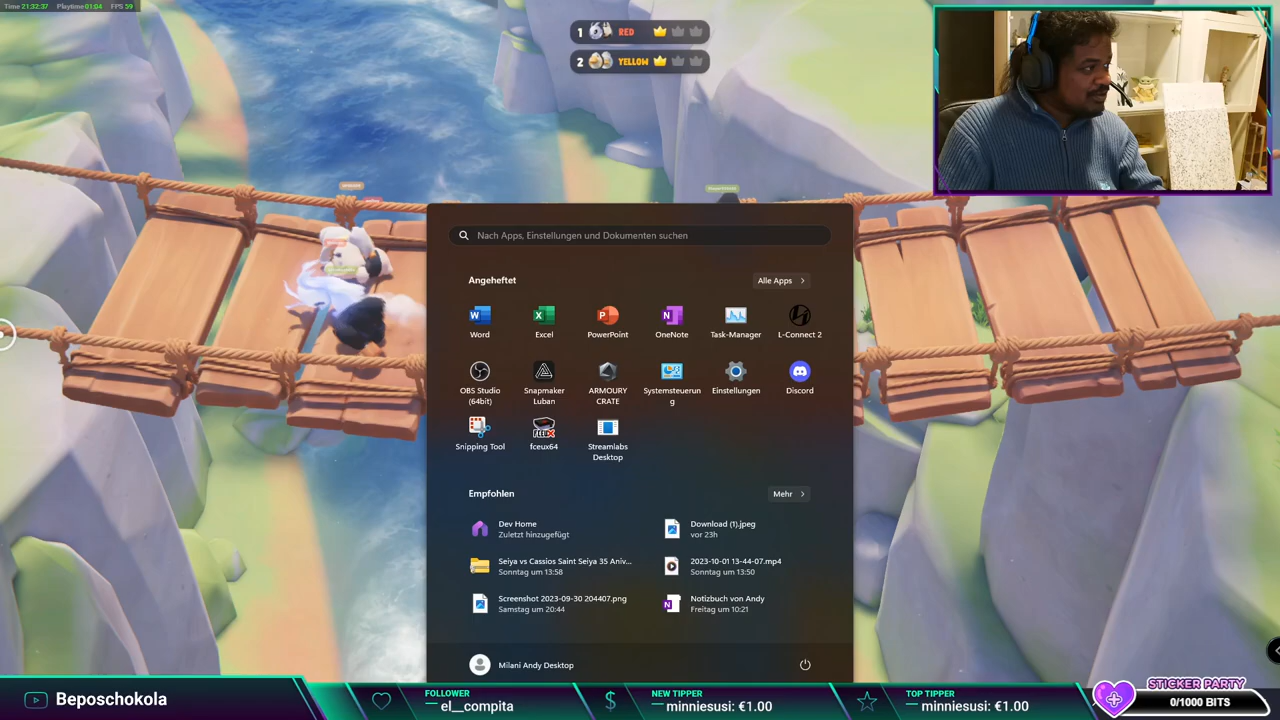 Time 21:32:37 Playtime 01:04 FPS 59
1 RED
2 YELLOW
Nach Apps, Einstellungen und Dokumenten suchen
Angeheftet
Alle Apps
Word
Excel
PowerPoint
OneNote
Task-Manager
L-Connect 2
OBS Studio
(64bit)
Snapmaker
Luban
ARMOURY
CRATE
Systemsteuerun
g
Einstellungen
Discord
Snipping Tool
fceux64
Streamlabs
Desktop
Empfohlen
Mehr
Dev Home
Zuletzt hinzugefügt
Download (1).jpeg
vor 23h
Seiya vs Cassios Saint Seiya 35 Aniv...
Sonntag um 13:58
2023-10-01 13-44-07.mp4
Sonntag um 13:50
Screenshot 2023-09-30 204407.png
Samstag um 20:44
Notizbuch von Andy
Freitag um 10:21
Milani Andy Desktop
Beposchokola
FOLLOWER
el__compita
NEW TIPPER
minniesusi: €1.00
TOP TIPPER
minniesusi: €1.00
STICKER PARTY
0/1000 BITS